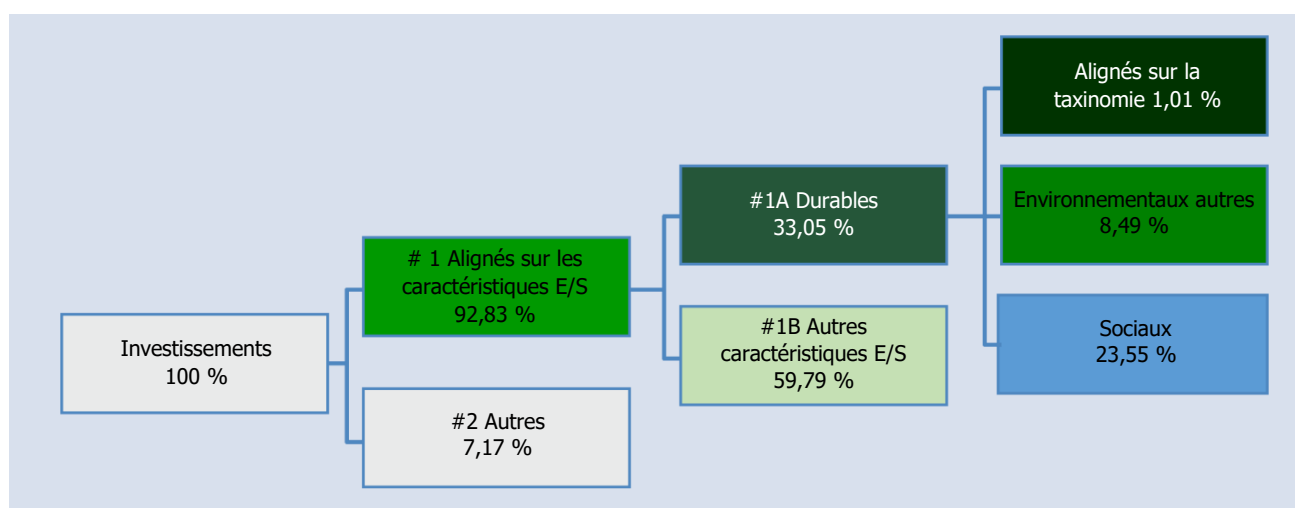 Investissements
100 %
# 1 Alignés sur les
caractéristiques E/S
92,83 %
#2 Autres
7,17 %
#1A Durables
33,05 %
#1B Autres
caractéristiques E/S
59,79 %
Alignés sur la
taxinomie 1,01 %
Environnementaux autres
8,49 %
Sociaux
23,55 %